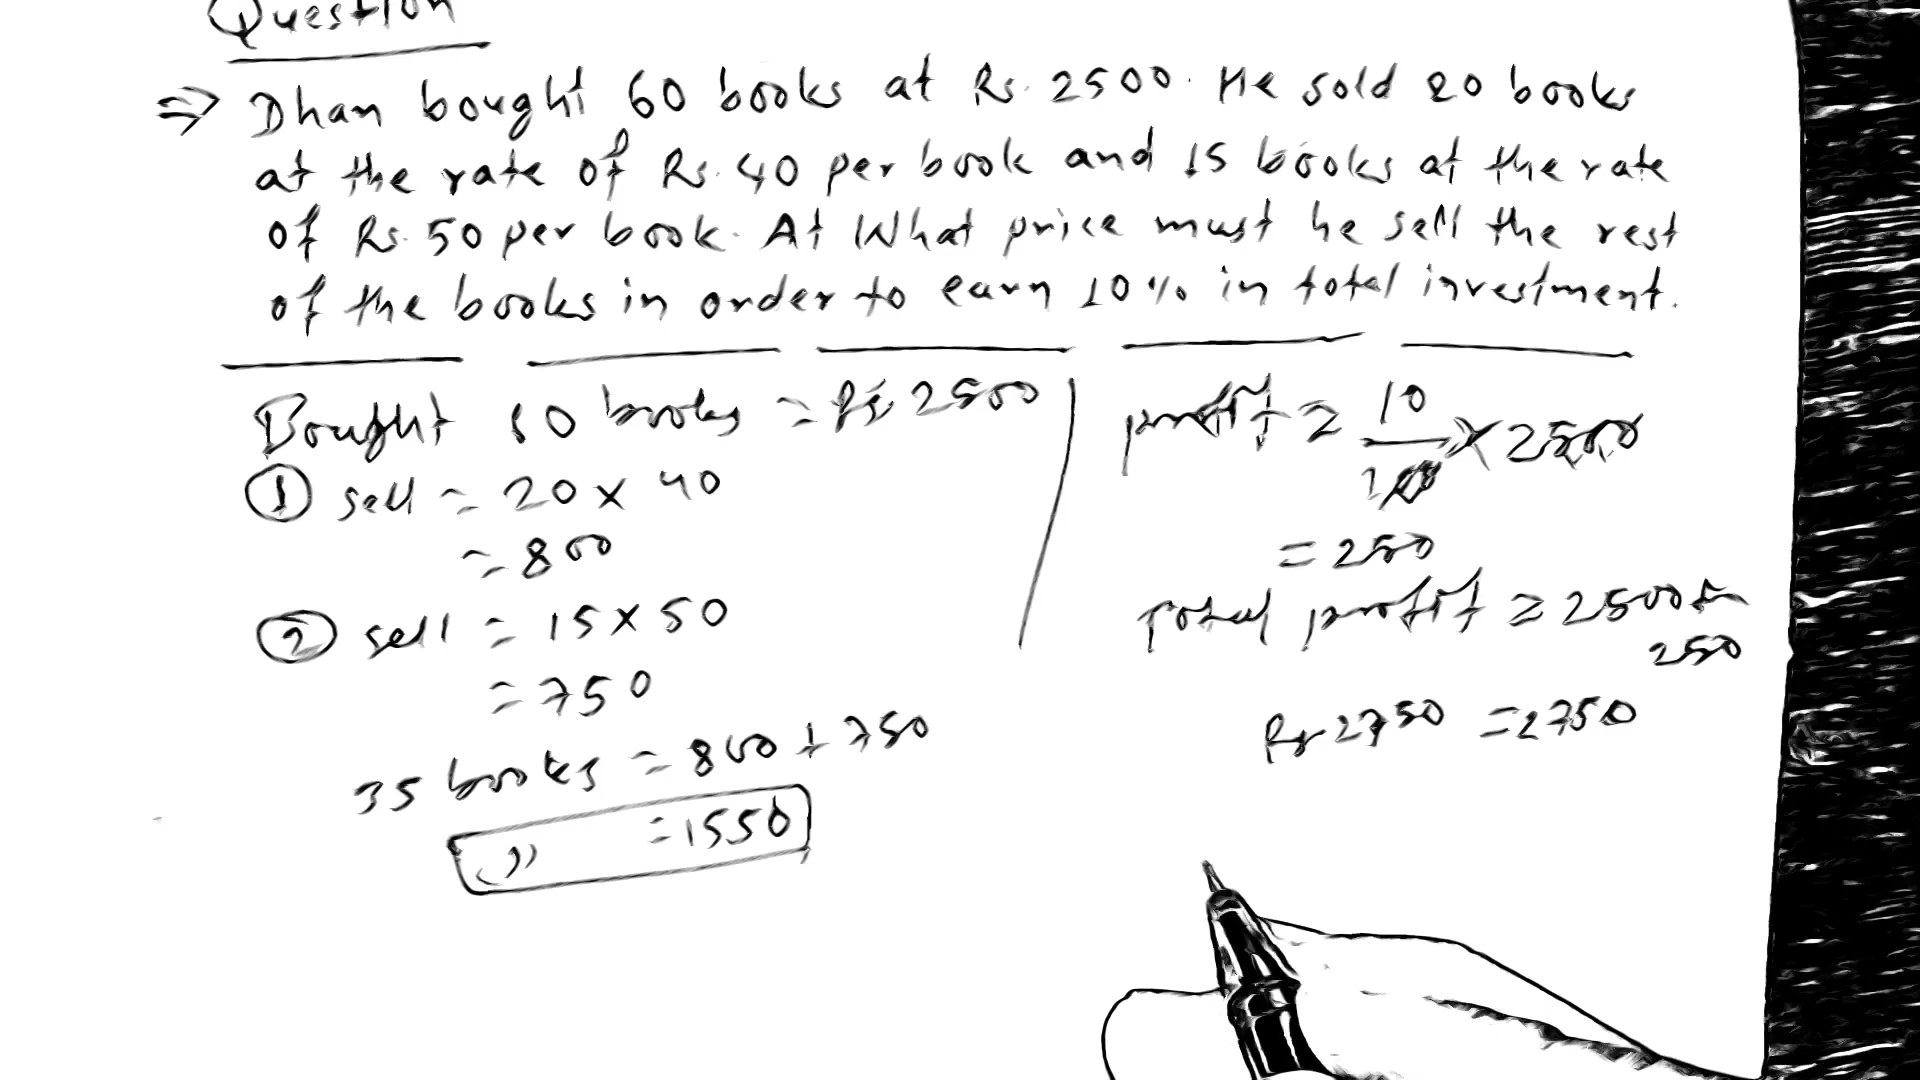 Question
⇒ Dhan bought 60 books at Rs. 2500. He sold 20 books
at the rate of Rs. 40 per book and 15 books at the rate
of Rs. 50 per book. At What price must he sell the rest
of the books in order to earn 10% in total investment.
Bought 60 books = Rs 2500
① sell = 20 x 40
= 800
② sell = 15 x 50
= 750
35 books = 800 + 750
" = 1550
profit = 10/100 x 2500
= 250
Total profit = 2500 +
250
Rs 2750 = 2750